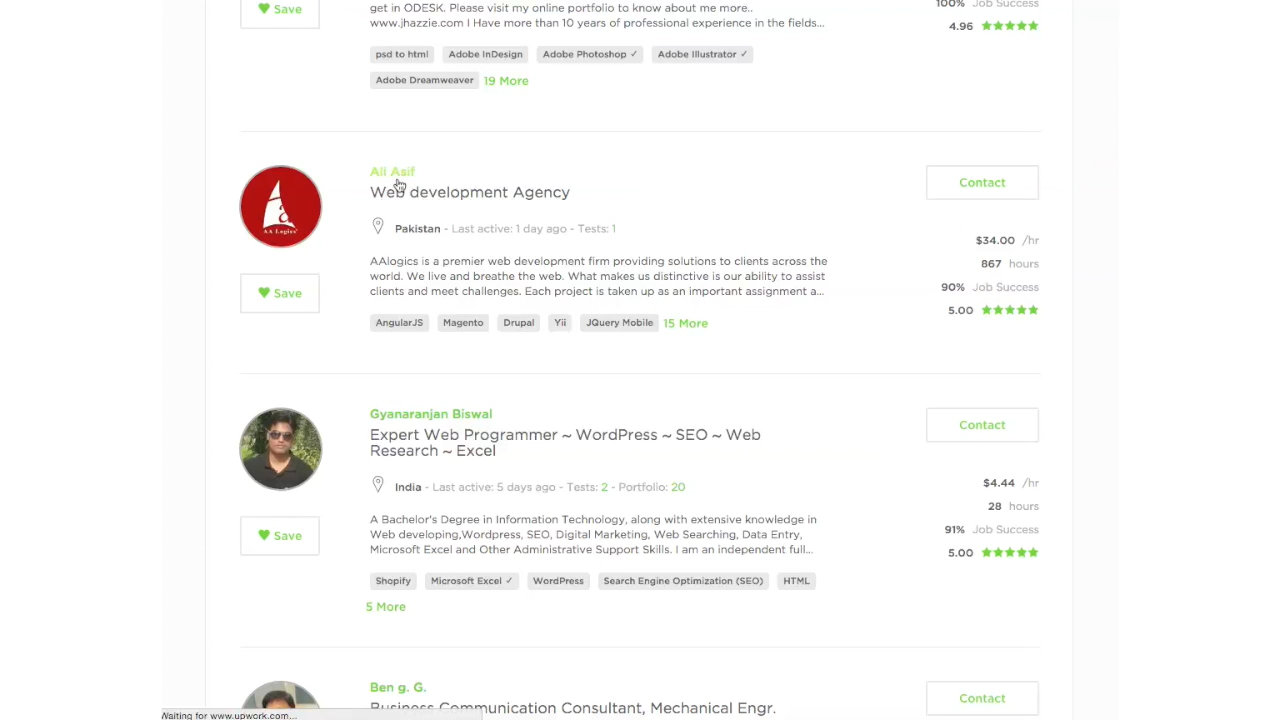 Save
get in ODESK. Please visit my online portfolio to know about me more..
www.jhazzie.com I Have more than 10 years of professional experience in the fields...
100% Job Success
4.96
psd to html Adobe InDesign Adobe Photoshop ✓ Adobe Illustrator ✓
Adobe Dreamweaver 19 More
Ali Asif
Web development Agency
Contact
AA Logics
Pakistan - Last active: 1 day ago - Tests: 1
$34.00 /hr
AAlogics is a premier web development firm providing solutions to clients across the
world. We live and breathe the web. What makes us distinctive is our ability to assist
clients and meet challenges. Each project is taken up as an important assignment a...
867 hours
90% Job Success
5.00
Save
AngularJS Magento Drupal Yii JQuery Mobile 15 More
Gyanaranjan Biswal
Expert Web Programmer ~ WordPress ~ SEO ~ Web
Research ~ Excel
Contact
India - Last active: 5 days ago - Tests: 2 - Portfolio: 20
$4.44 /hr
28 hours
A Bachelor's Degree in Information Technology, along with extensive knowledge in
Web developing,Wordpress, SEO, Digital Marketing, Web Searching, Data Entry,
Microsoft Excel and Other Administrative Support Skills. I am an independent full...
91% Job Success
5.00
Save
Shopify Microsoft Excel ✓ WordPress Search Engine Optimization (SEO) HTML
5 More
Ben g. G.
Business Communication Consultant, Mechanical Engr.
Contact
Waiting for www.upwork.com...